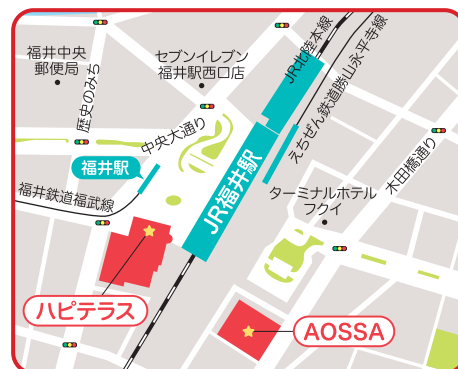 福井中央
郵便局
歴史のみち
セブンイレブン
福井駅西口店
JR北陸本線
えちぜん鉄道勝山永平寺線
中央大通り
福井駅
福井鉄道福武線
JR福井駅
木田橋通り
ターミナルホテル
フクイ
ハピテラス
AOSSA